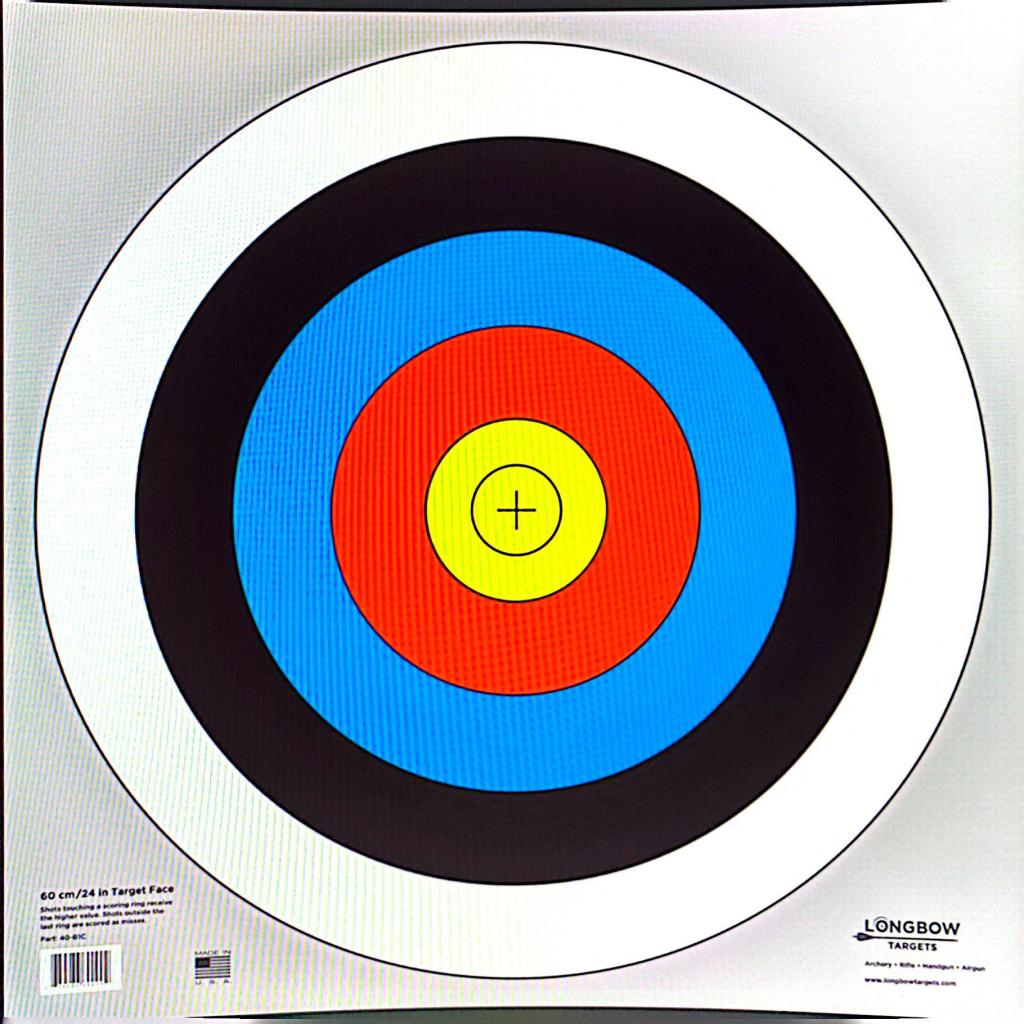 60 cm/24 in Target Face
Shots touching a scoring ring receive
the higher value. Shots outside the
last ring are scored as misses.
Part: 40-61C
MADE IN
U.S.A.
LONGBOW
TARGETS
Archery • Rifle • Handgun • Airgun
www.longbowtargets.com